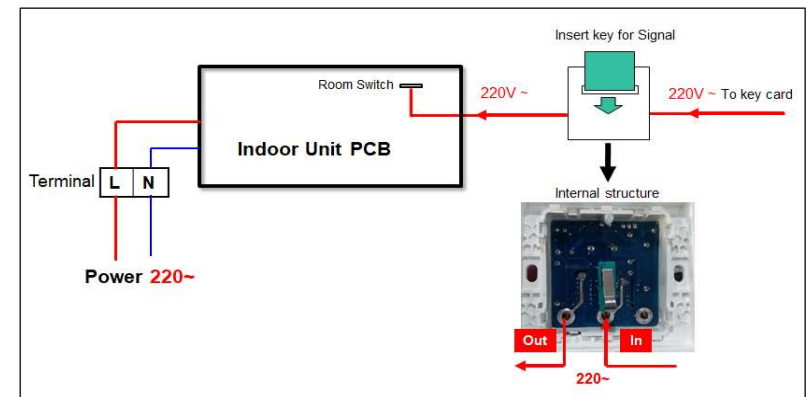 Insert key for Signal
Room Switch
220V ~
220V ~ To key card
Indoor Unit PCB
Terminal L N
Internal structure
Power 220~
Out
In
220~